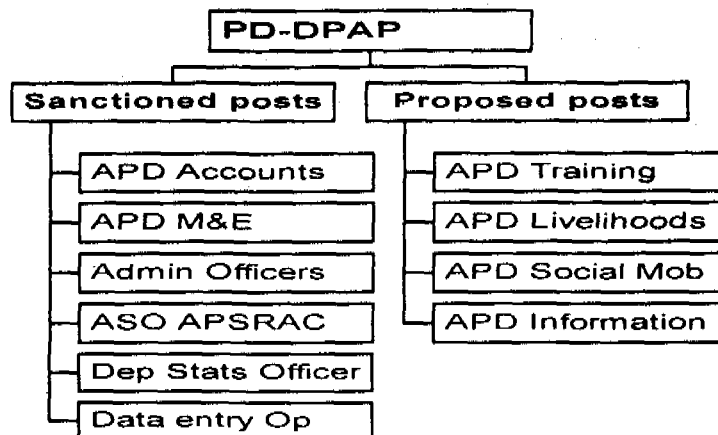 PD-DPAP
Sanctioned posts
APD Accounts
APD M&E
Admin Officers
ASO APSRAC
Dep Stats Officer
Data entry Op
Proposed posts
APD Training
APD Livelihoods
APD Social Mob
APD Information